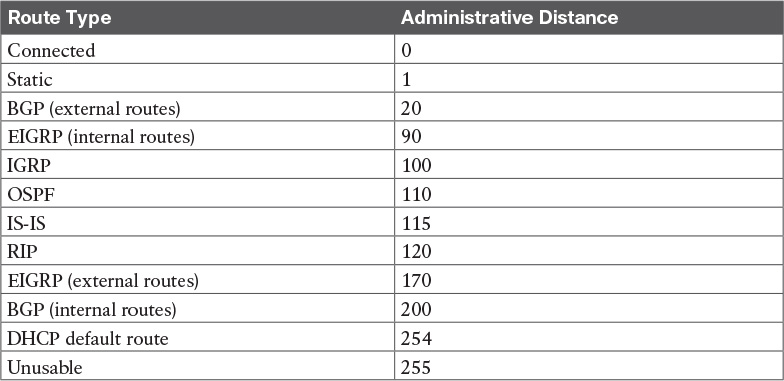 Route Type Administrative Distance
Connected 0
Static 1
BGP (external routes) 20
EIGRP (internal routes) 90
IGRP 100
OSPF 110
IS-IS 115
RIP 120
EIGRP (external routes) 170
BGP (internal routes) 200
DHCP default route 254
Unusable 255